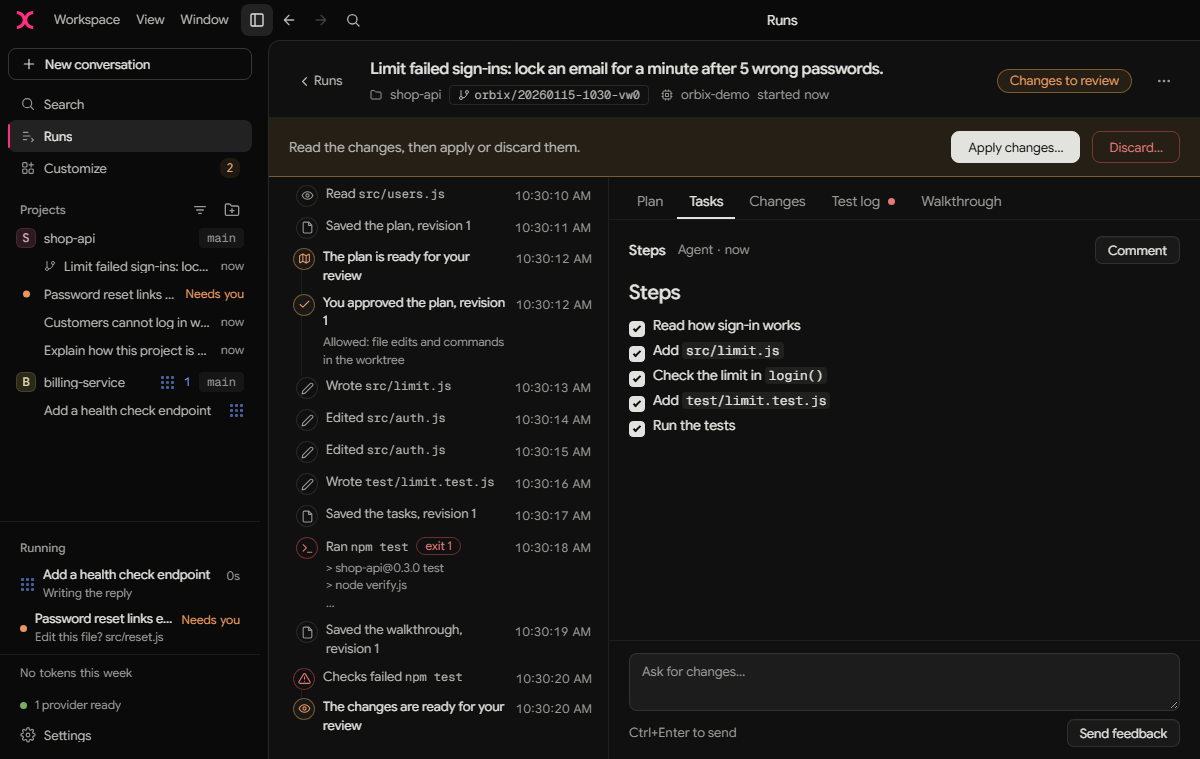 Workspace View Window
Runs
New conversation
Search
Runs
Customize 2
Projects
S shop-api main
Limit failed sign-ins: loc... now
Password reset links ... Needs you
Customers cannot log in w... now
Explain how this project is ... now
B billing-service 1 main
Add a health check endpoint
Running
Add a health check endpoint 0s
Writing the reply
Password reset links e... Needs you
Edit this file? src/reset.js
No tokens this week
1 provider ready
Settings
Runs
Limit failed sign-ins: lock an email for a minute after 5 wrong passwords.
shop-api orbix/20260115-1030-vw0 orbix-demo started now
Changes to review
Read the changes, then apply or discard them.
Apply changes...
Discard...
Read src/users.js 10:30:10 AM
Saved the plan, revision 1 10:30:11 AM
The plan is ready for your 10:30:12 AM
review
You approved the plan, revision 10:30:12 AM
1
Allowed: file edits and commands
in the worktree
Wrote src/limit.js 10:30:13 AM
Edited src/auth.js 10:30:14 AM
Edited src/auth.js 10:30:15 AM
Wrote test/limit.test.js 10:30:16 AM
Saved the tasks, revision 1 10:30:17 AM
Ran npm test exit 1 10:30:18 AM
> shop-api@0.3.0 test
> node verify.js
...
Saved the walkthrough, 10:30:19 AM
revision 1
Checks failed npm test 10:30:20 AM
The changes are ready for your 10:30:20 AM
review
Plan Tasks Changes Test log Walkthrough
Steps Agent · now
Comment
Steps
Read how sign-in works
Add src/limit.js
Check the limit in login()
Add test/limit.test.js
Run the tests
Ask for changes...
Ctrl+Enter to send
Send feedback